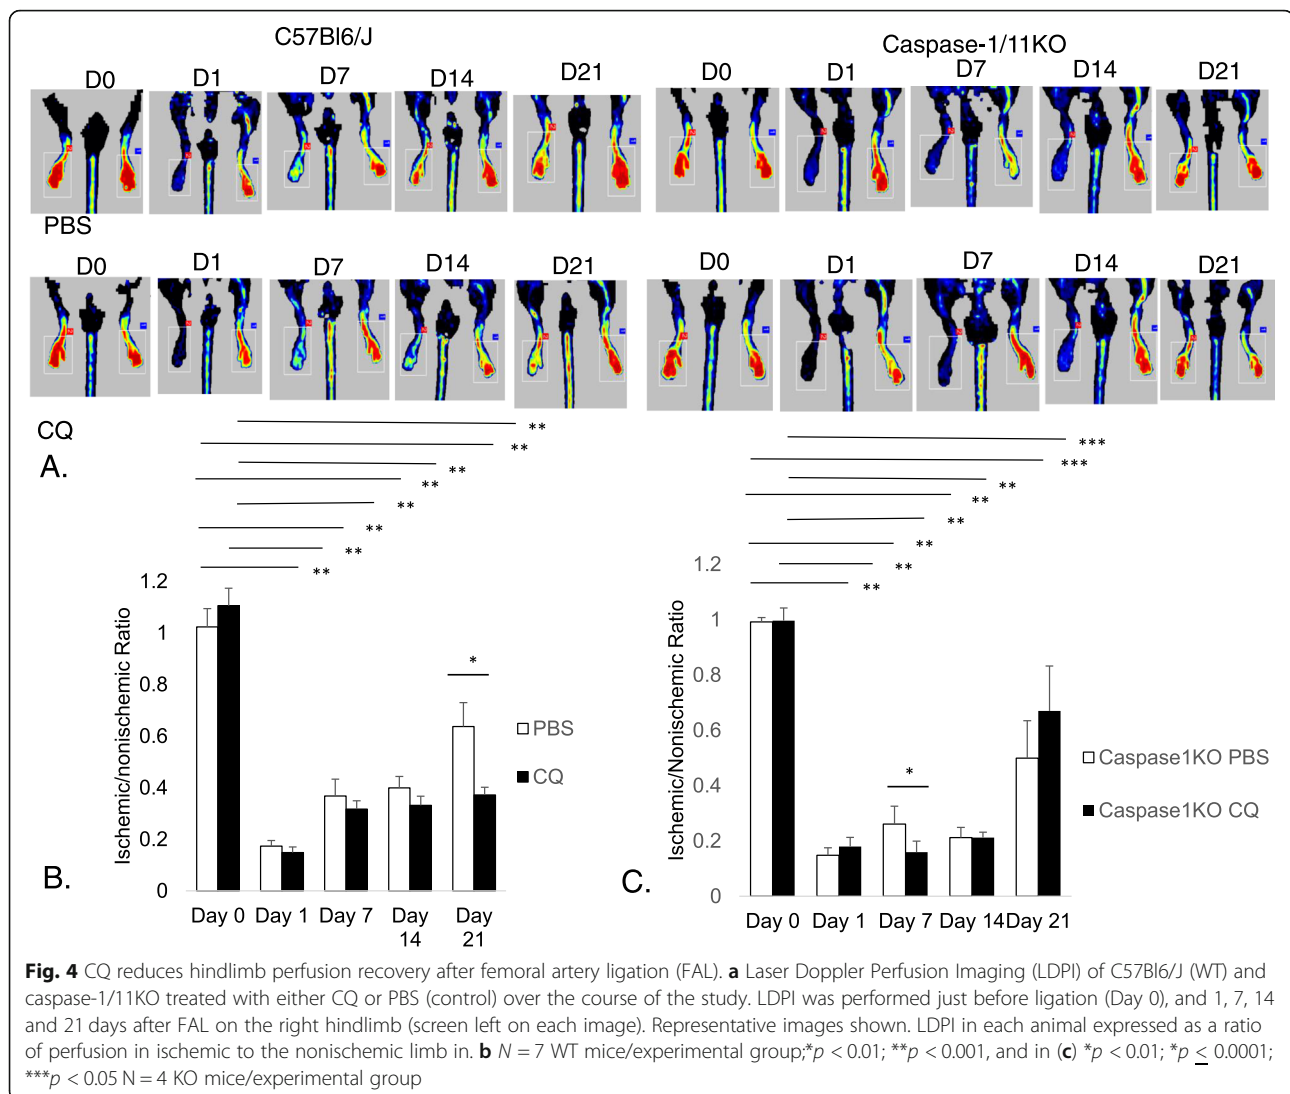 C57Bl6/J
Caspase-1/11KO
D0 D1 D7 D14 D21 D0 D1 D7 D14 D21
PBS
D0 D1 D7 D14 D21 D0 D1 D7 D14 D21
CQ
A.
**
**
**
**
**
**
**
**
***
***
**
**
**
**
**
**
Ischemic/nonischemic Ratio
1.2
1
0.8
0.6
0.4
0.2
0
*
PBS
CQ
B.
Day 0 Day 1 Day 7 Day 14 Day 21
Ischemic/Nonischemic Ratio
1.2
1
0.8
0.6
0.4
0.2
0
*
Caspase1KO PBS
Caspase1KO CQ
C.
Day 0 Day 1 Day 7 Day 14 Day 21
Fig. 4 CQ reduces hindlimb perfusion recovery after femoral artery ligation (FAL). a Laser Doppler Perfusion Imaging (LDPI) of C57Bl6/J (WT) and
caspase-1/11KO treated with either CQ or PBS (control) over the course of the study. LDPI was performed just before ligation (Day 0), and 1, 7, 14
and 21 days after FAL on the right hindlimb (screen left on each image). Representative images shown. LDPI in each animal expressed as a ratio
of perfusion in ischemic to the nonischemic limb in. b N = 7 WT mice/experimental group;*p < 0.01; **p < 0.001, and in (c) *p < 0.01; *p ≤ 0.0001;
***p < 0.05 N = 4 KO mice/experimental group